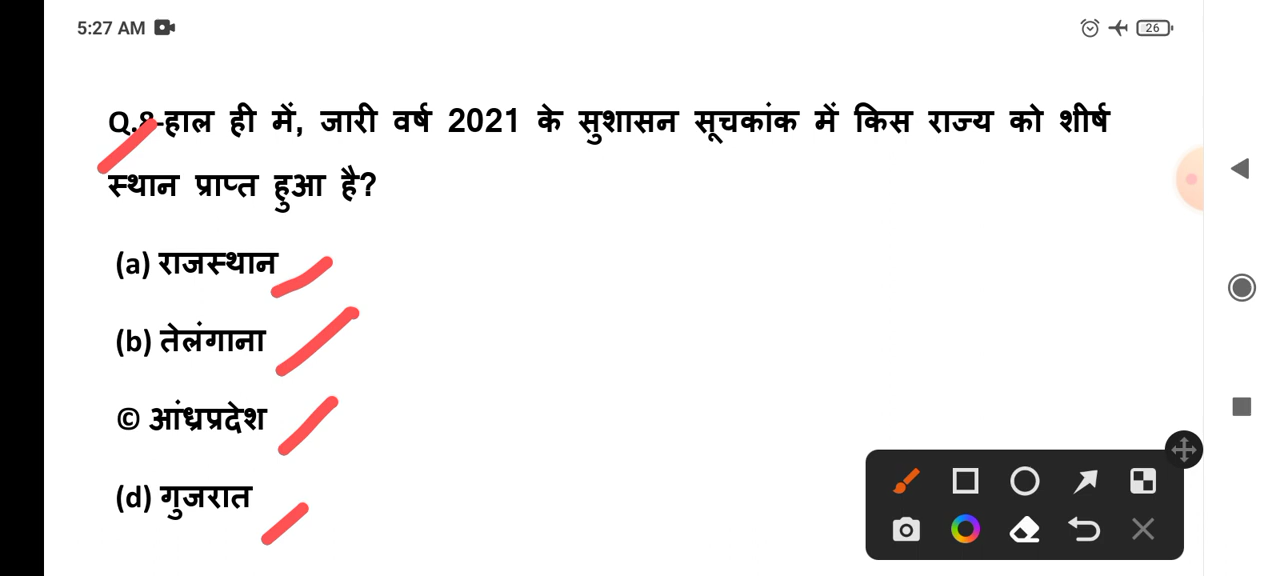 5:27 AM
26
Q.8-हाल ही में, जारी वर्ष 2021 के सुशासन सूचकांक में किस राज्य को शीर्ष
स्थान प्राप्त हुआ है?
(a) राजस्थान
(b) तेलंगाना
© आंध्रप्रदेश
(d) गुजरात